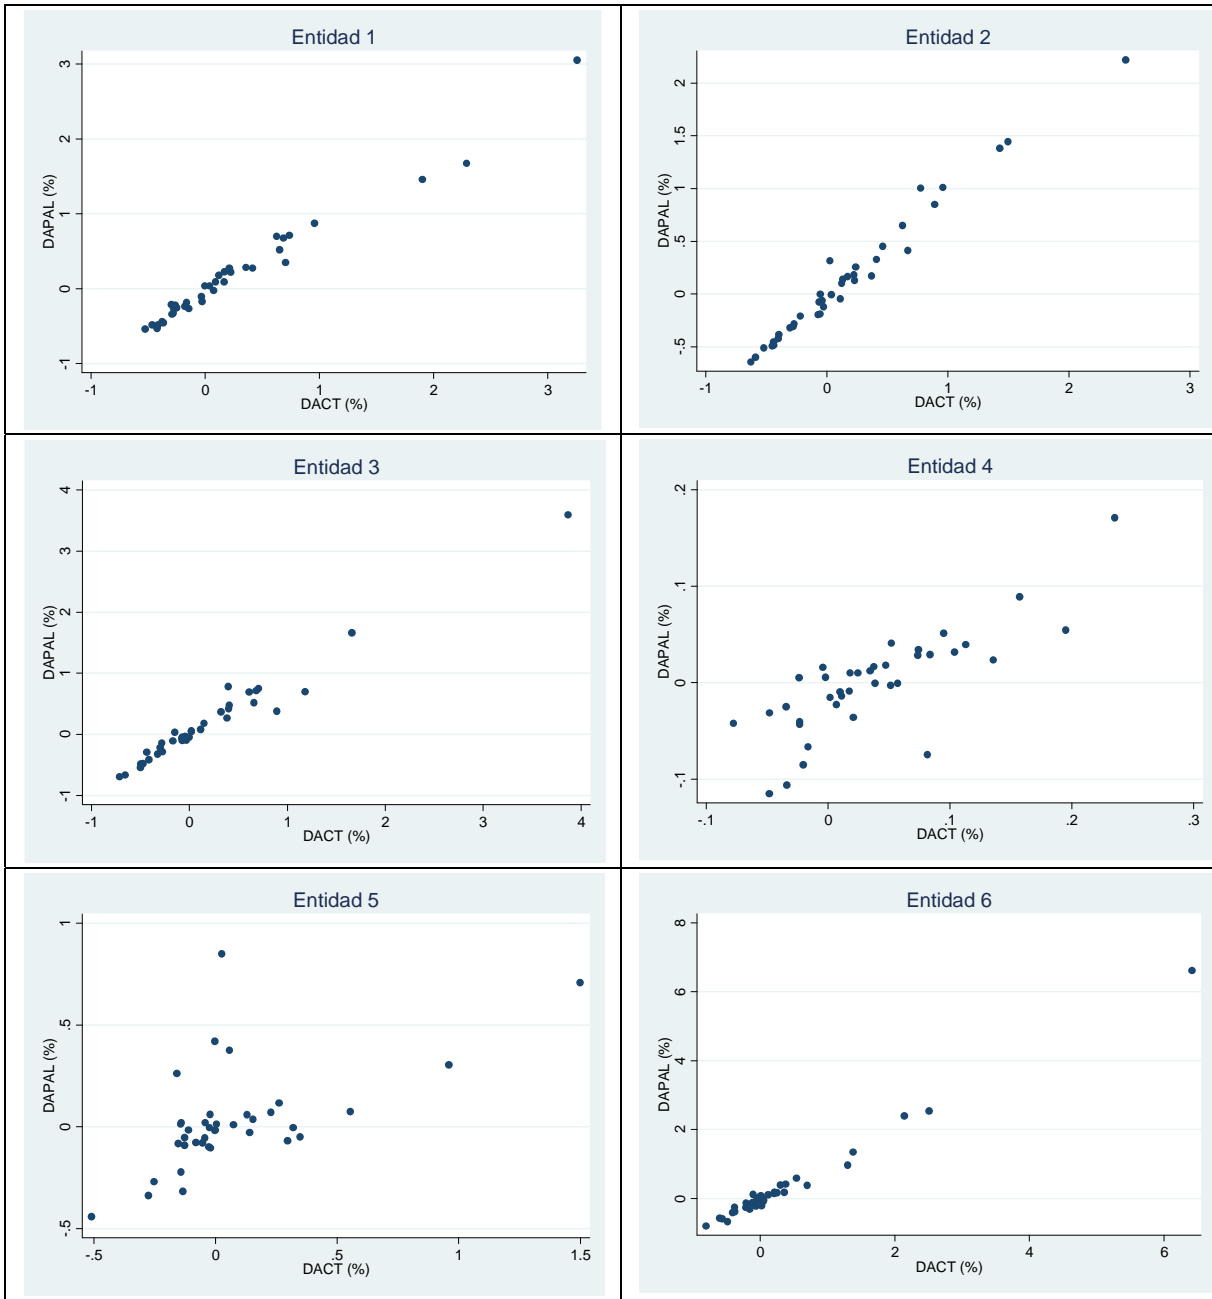 Entidad 1
DAPAL (%)
3
2
1
0
-1
-1 0 1 2 3
DACT (%)
Entidad 2
DAPAL (%)
2
1.5
1
.5
0
-.5
-1 0 1 2 3
DACT (%)
Entidad 3
DAPAL (%)
4
3
2
1
0
-1
-1 0 1 2 3 4
DACT (%)
Entidad 4
DAPAL (%)
.2
.1
0
-.1
-.1 0 .1 .2 .3
DACT (%)
Entidad 5
DAPAL (%)
1
.5
0
-.5
-.5 0 .5 1 1.5
DACT (%)
Entidad 6
DAPAL (%)
8
6
4
2
0
0 2 4 6
DACT (%)